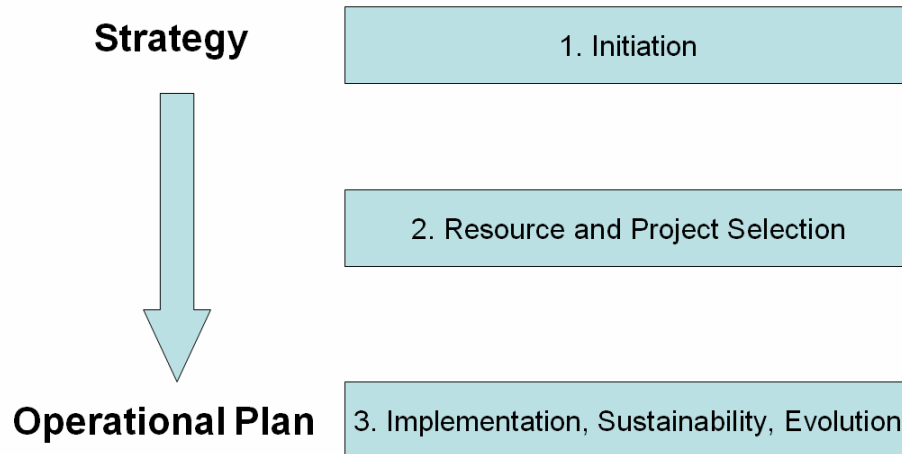 Strategy
1. Initiation
2. Resource and Project Selection
Operational Plan
3. Implementation, Sustainability, Evolution